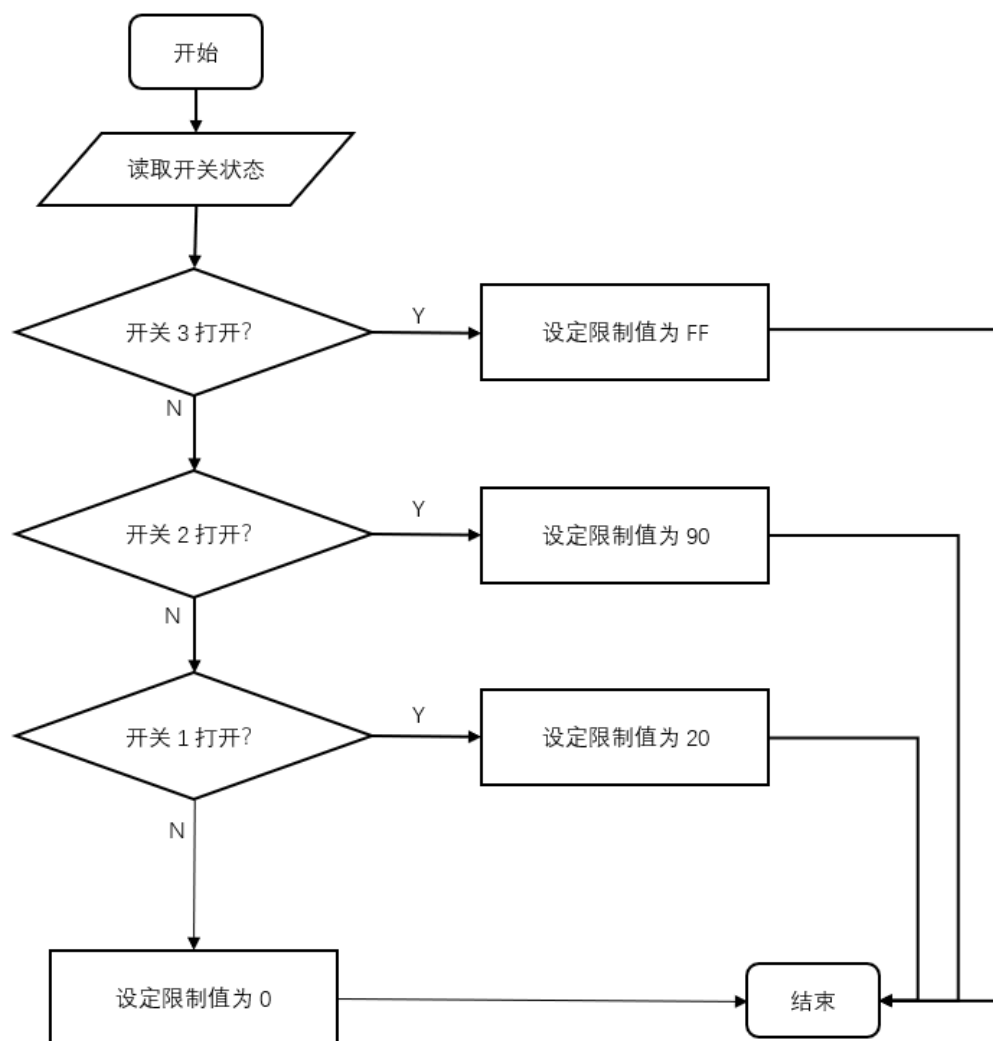 开始
读取开关状态
开关 3 打开?
Y
设定限制值为 FF
N
开关 2 打开?
Y
设定限制值为 90
N
开关 1 打开?
Y
设定限制值为 20
N
设定限制值为 0
结束